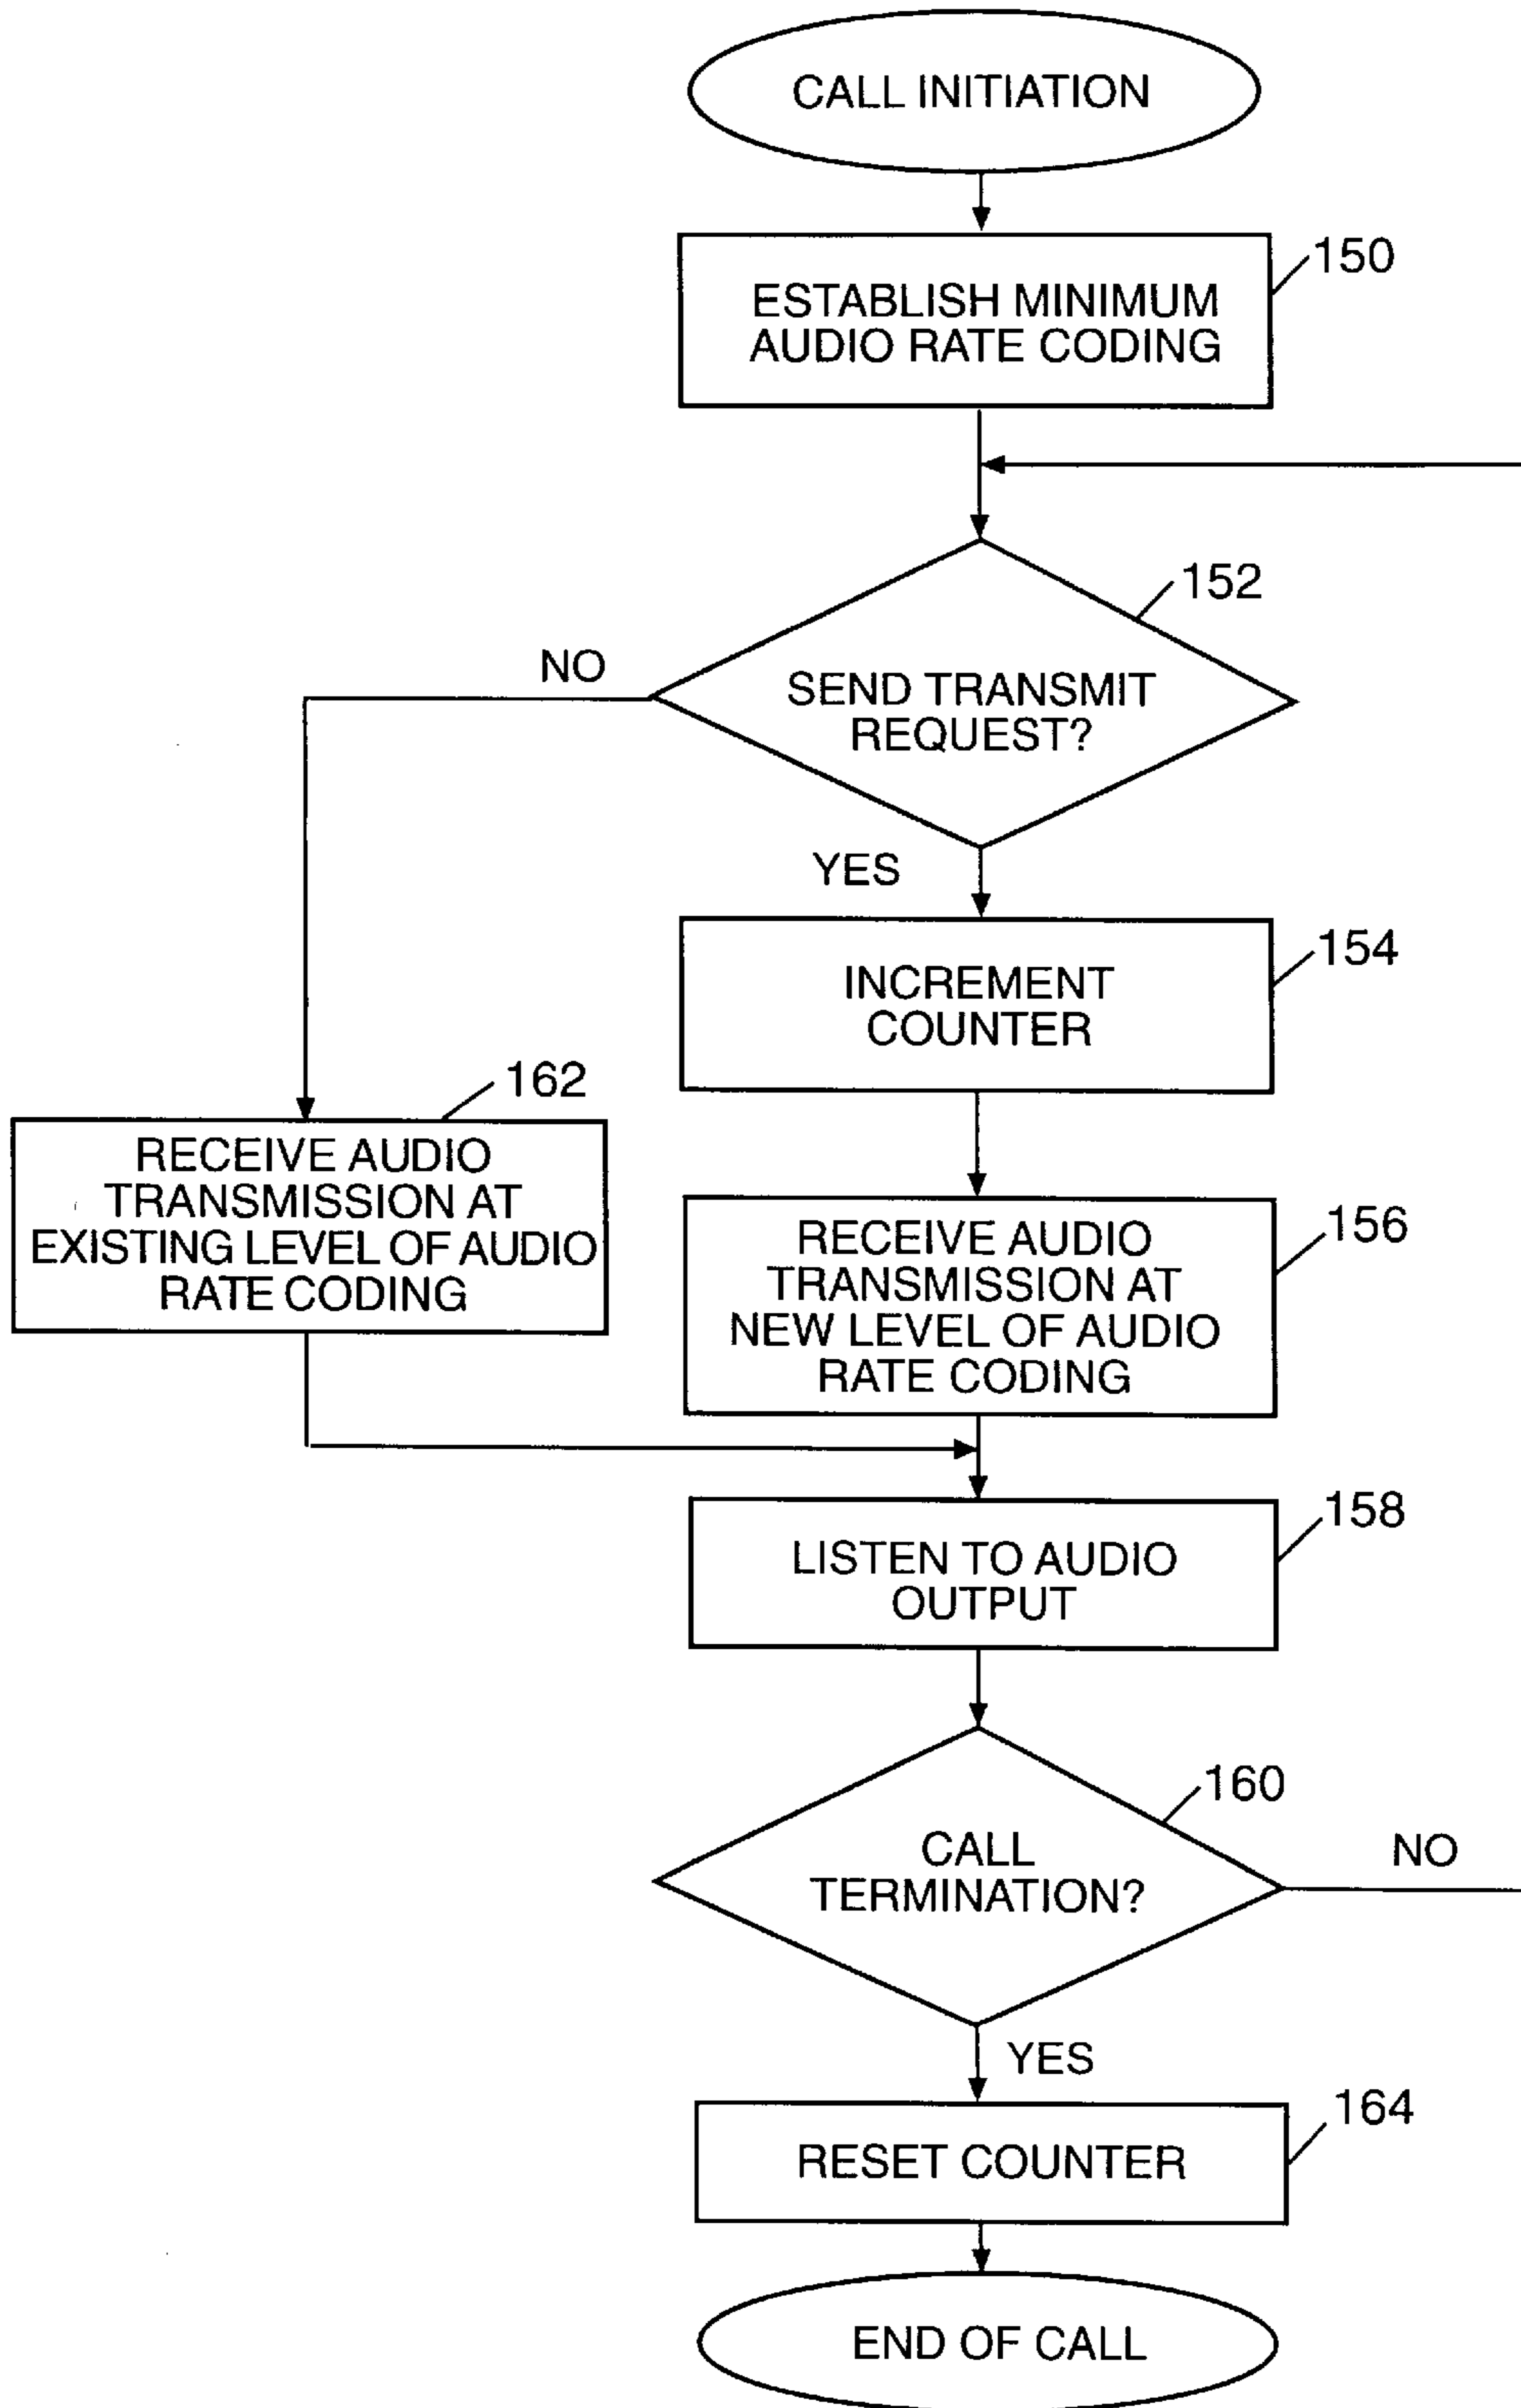 CALL INITIATION
150
ESTABLISH MINIMUM
AUDIO RATE CODING
152
NO
SEND TRANSMIT
REQUEST?
YES
154
INCREMENT
COUNTER
162
RECEIVE AUDIO
TRANSMISSION AT
EXISTING LEVEL OF AUDIO
RATE CODING
156
RECEIVE AUDIO
TRANSMISSION AT
NEW LEVEL OF AUDIO
RATE CODING
158
LISTEN TO AUDIO
OUTPUT
160
CALL
TERMINATION?
NO
YES
164
RESET COUNTER
END OF CALL